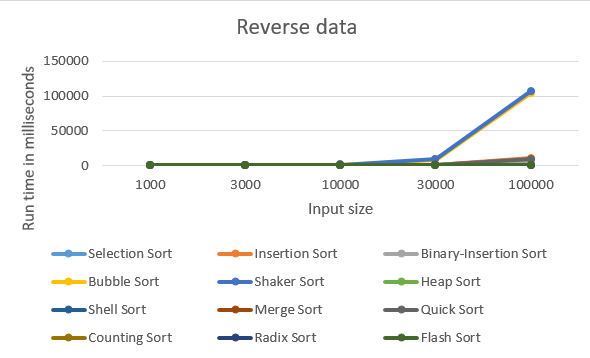 Reverse data
Run time in milliseconds
150000
100000
50000
0
1000 3000 10000 30000 100000
Input size
Selection Sort Insertion Sort Binary-Insertion Sort
Bubble Sort Shaker Sort Heap Sort
Shell Sort Merge Sort Quick Sort
Counting Sort Radix Sort Flash Sort